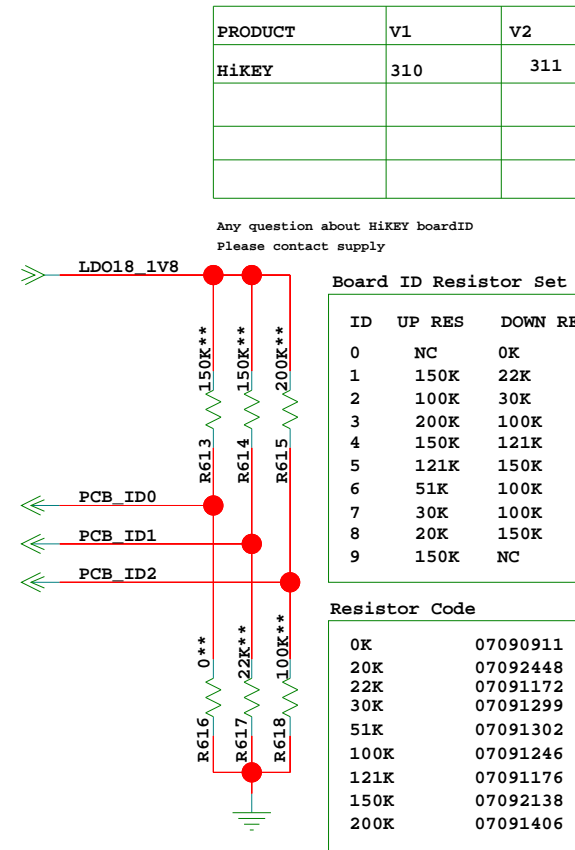 PRODUCT V1 V2
HiKEY 310 311
Any question about HiKEY boardID
Please contact supply
LDO18_1V8
150K**
150K**
200K**
R613
R614
R615
PCB_ID0
PCB_ID1
PCB_ID2
0**
22K**
100K**
R616
R617
R618
Board ID Resistor Set
ID UP RES DOWN RE
0 NC 0K
1 150K 22K
2 100K 30K
3 200K 100K
4 150K 121K
5 121K 150K
6 51K 100K
7 30K 100K
8 20K 150K
9 150K NC
Resistor Code
0K 07090911
20K 07092448
22K 07091172
30K 07091299
51K 07091302
100K 07091246
121K 07091176
150K 07092138
200K 07091406